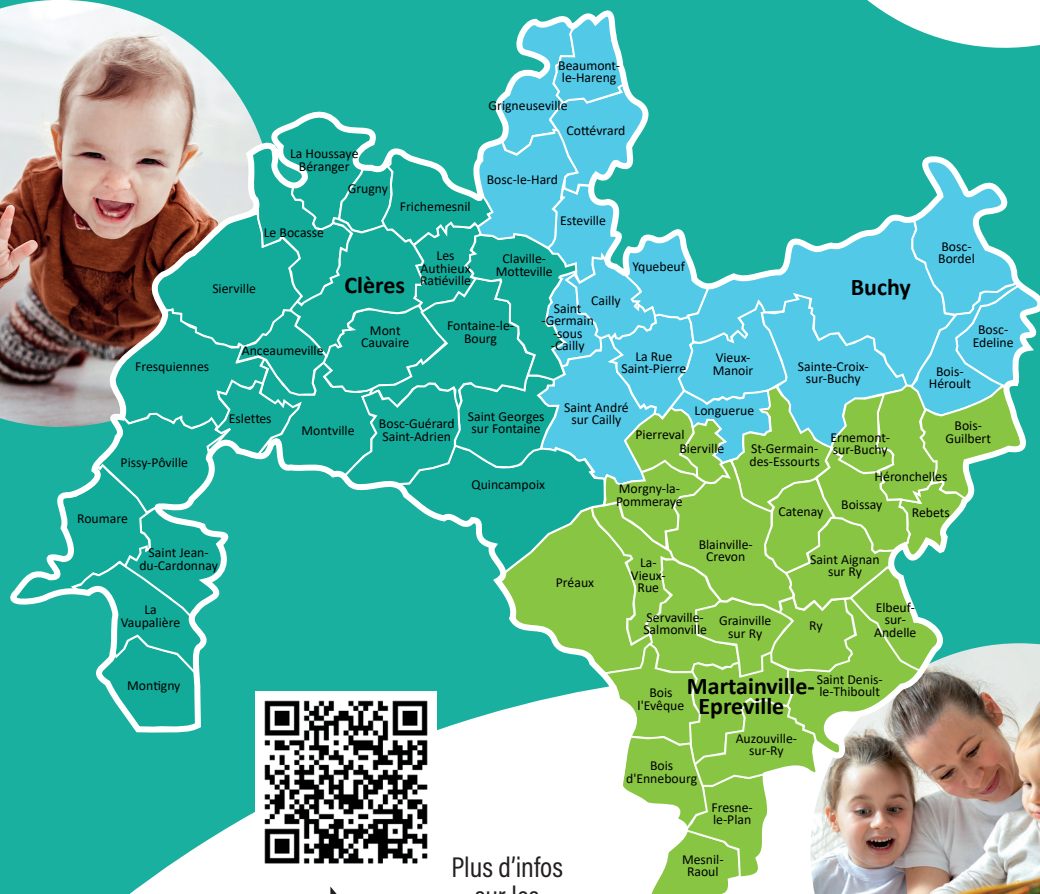 Beaumont-
le-Hareng
Grigneuseville
Cottévrard
La Houssaye
Béranger
Grugny
Bosc-le-Hard
Frichemesnil
Esteville
Le Bocasse
Les
Authieux
Ratiéville
Claville-
Motteville
Yquebeuf
Bosc-
Bordel
Sierville
Clères
Cailly
Buchy
Saint
-Germain
-sous
-Cailly
Mont
Cauvaire
Fontaine-le-
Bourg
Bosc-
Edeline
Anceaumeville
Fresquiennes
La Rue
Saint-Pierre
Vieux-
Manoir
Sainte-Croix-
sur-Buchy
Bois-
Héroult
Eslettes
Montville
Bosc-Guérard
Saint-Adrien
Saint Georges
sur Fontaine
Saint André
sur Cailly
Longuerue
Pierreval
Bierville
St-Germain-
des-Essourts
Ernemont-
sur-Buchy
Bois-
Guilbert
Pissy-Pôville
Quincampoix
Héronchelles
Morgny-la-
Pommeraye
Catenay
Boissay
Rebets
Roumare
Saint Jean-
du-Cardonnay
Blainville-
Crevon
Saint Aignan
sur Ry
Préaux
La-
Vieux-
Rue
La
Vaupalière
Servaville-
Salmonville
Grainville
sur Ry
Ry
Elbeuf-
sur-
Andelle
Montigny
Bois
l'Evêque
Martainville-
Epreville
Saint Denis-
le-Thiboult
Auzouville-
sur-Ry
Bois
d'Ennebourg
Fresne-
le-Plan
Mesnil-
Raoul
Plus d'infos
sur les